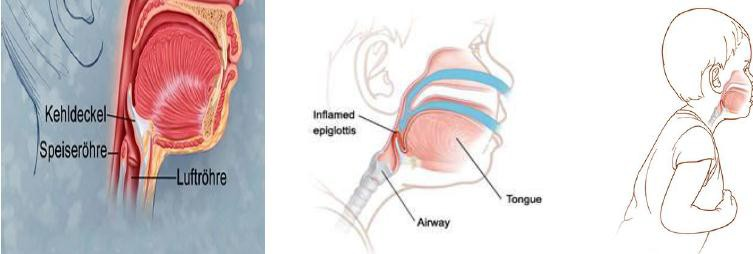 Kehldeckel
Speiseröhre
Luftröhre
Inflamed
epiglottis
Tongue
Airway